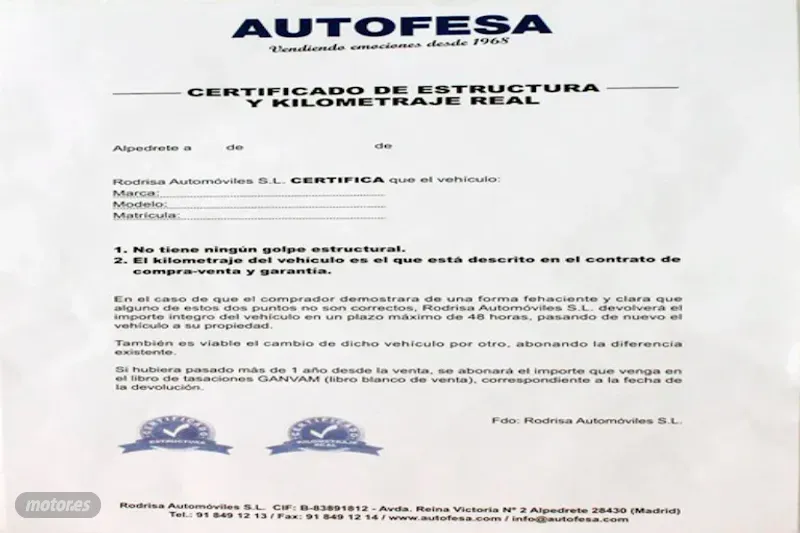 AUTOFESA
Vendiendo emociones desde 1968
CERTIFICADO DE ESTRUCTURA
Y KILOMETRAJE REAL
Alpedrete a de de
Rodrisa Automóviles S.L. CERTIFICA que el vehículo:
Marca:
Modelo:
Matrícula:
1. No tiene ningún golpe estructural.
2. El kilometraje del vehículo es el que está descrito en el contrato de
compra-venta y garantía.
En el caso de que el comprador demostrara de una forma fehaciente y clara que
alguno de estos dos puntos no son correctos, Rodrisa Automóviles S.L. devolverá el
importe integro del vehículo en un plazo máximo de 48 horas, pasando de nuevo el
vehículo a su propiedad.
También es viable el cambio de dicho vehículo por otro, abonando la diferencia
existente.
Si hubiera pasado más de 1 año desde la venta, se abonará el importe que venga en
el libro de tasaciones GANVAM (libro blanco de venta), correspondiente a la fecha de
la devolución.
CERTIFICADO
ESTRUCTURA
CERTIFICADO
KILOMETRAJE
REAL
Fdo: Rodrisa Automóviles S.L.
motor.es
Rodrisa Automóviles S.L. CIF: B-83891812 - Avda. Reina Victoria Nº 2 Alpedrete 28430 (Madrid)
Tel.: 91 849 12 13 / Fax: 91 849 12 14 / www.autofesa.com / info@autofesa.com